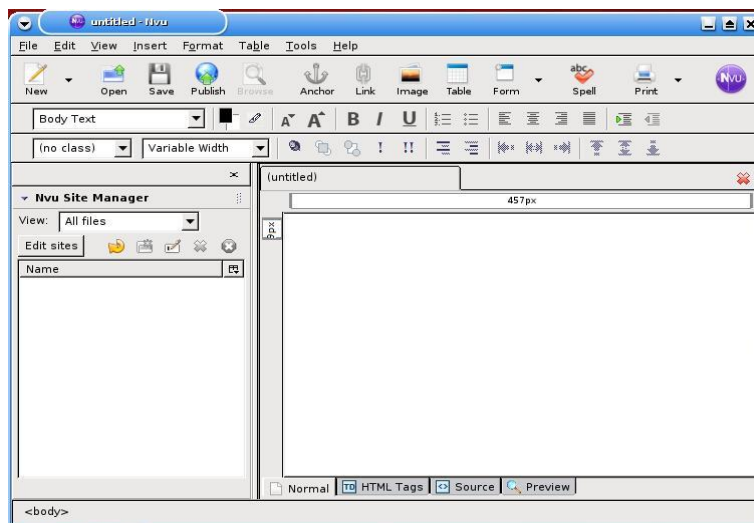 untitled - Nvu
File Edit View Insert Format Table Tools Help
New Open Save Publish Browse Anchor Link Image Table Form Spell Print Nvu
Body Text
(no class) Variable Width
(untitled)
Nvu Site Manager
457px
View: All files
px
Edit sites
Name
Normal TD HTML Tags Source Preview
<body>